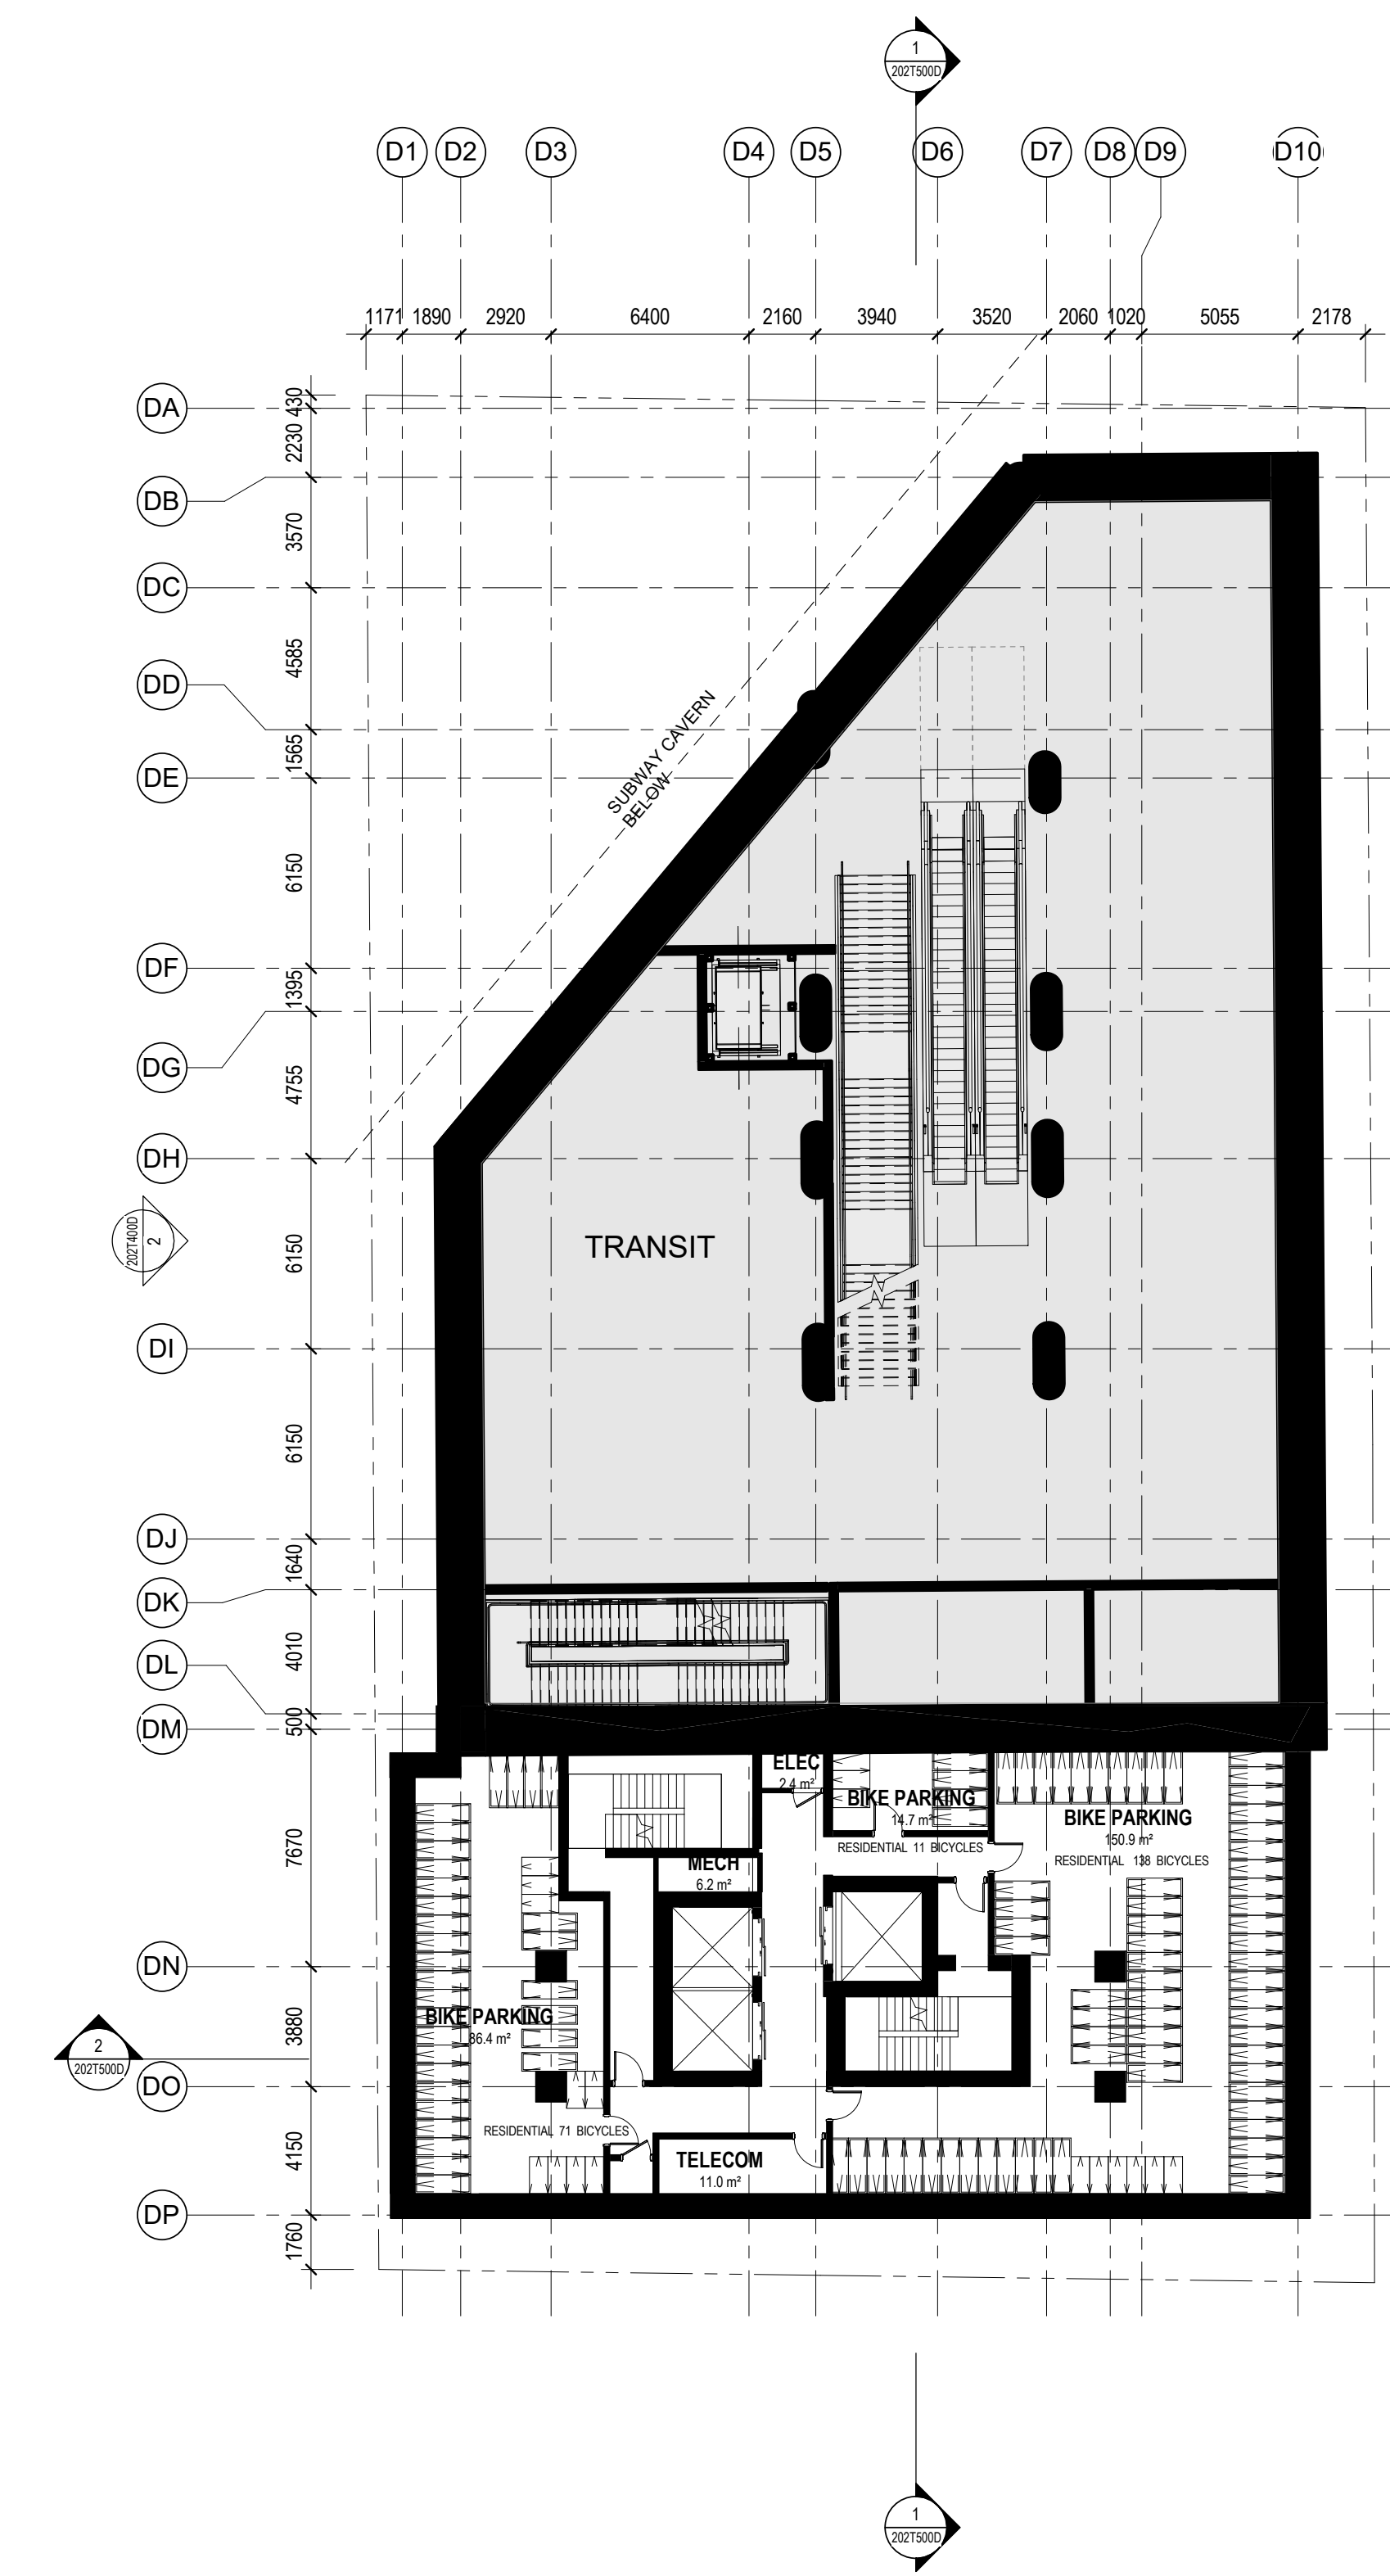 1
202T500D
D1 D2 D3 D4 D5 D6 D7 D8 D9 D10
1171 1890 2920 6400 2160 3940 3520 2060 1020 5055 2178
DA
430
2230
DB
3570
DC
4585
DD
1565
DE
SUBWAY CAVERN
BELOW
6150
DF
1395
DG
4755
DH
202T400D
2
6150
TRANSIT
DI
6150
DJ
1640
DK
4010
DL
500
DM
ELEC
2.4 m²
BIKE PARKING
14.7 m²
RESIDENTIAL 11 BICYCLES
BIKE PARKING
150.9 m²
RESIDENTIAL 138 BICYCLES
7670
MECH
6.2 m²
DN
BIKE PARKING
86.4 m²
3880
2
202T500D
DO
RESIDENTIAL 71 BICYCLES
4150
TELECOM
11.0 m²
DP
1760
1
202T500D